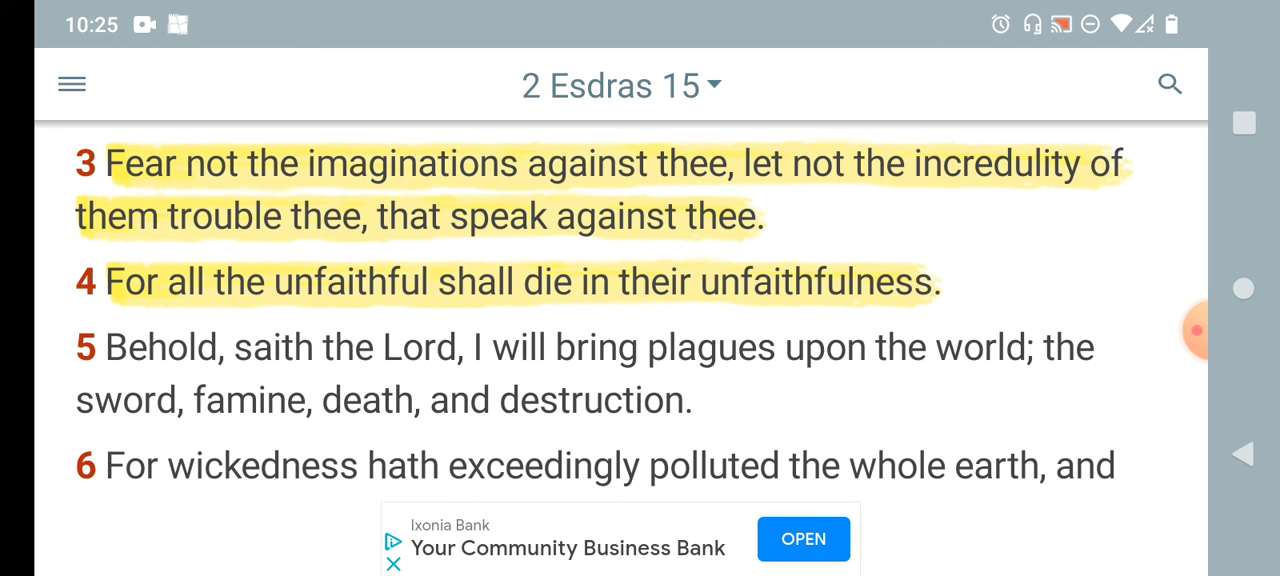 10:25
2 Esdras 15
3 Fear not the imaginations against thee, let not the incredulity of
them trouble thee, that speak against thee.
4 For all the unfaithful shall die in their unfaithfulness.
5 Behold, saith the Lord, I will bring plagues upon the world; the
sword, famine, death, and destruction.
6 For wickedness hath exceedingly polluted the whole earth, and
Ixonia Bank
Your Community Business Bank
OPEN